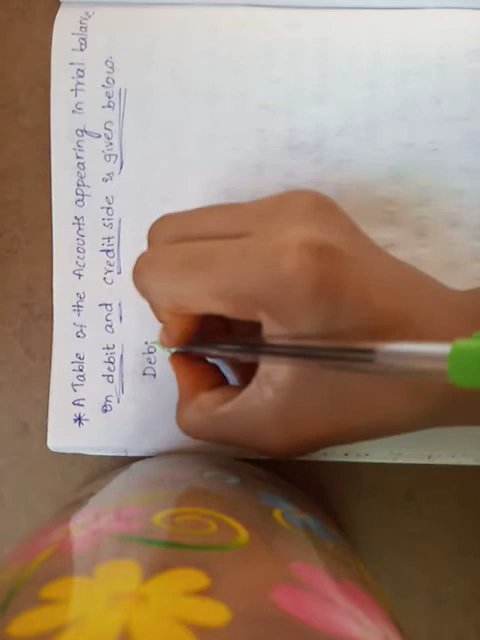 * A Table of the Accounts appearing in trial balance
on debit and credit side is given below.
Debi